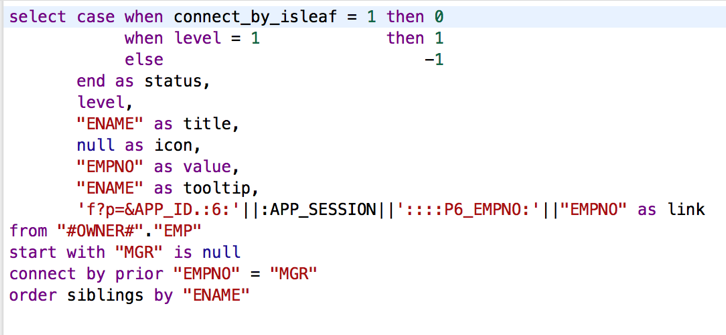 select case when connect_by_isleaf = 1 then 0
            when level = 1             then 1
            else                           -1
       end as status,
       level,
       "ENAME" as title,
       null as icon,
       "EMPNO" as value,
       "ENAME" as tooltip,
       'f?p=&APP_ID.:6:'||:APP_SESSION||'::::P6_EMPNO:'||"EMPNO" as link
from "#OWNER#"."EMP"
start with "MGR" is null
connect by prior "EMPNO" = "MGR"
order siblings by "ENAME"